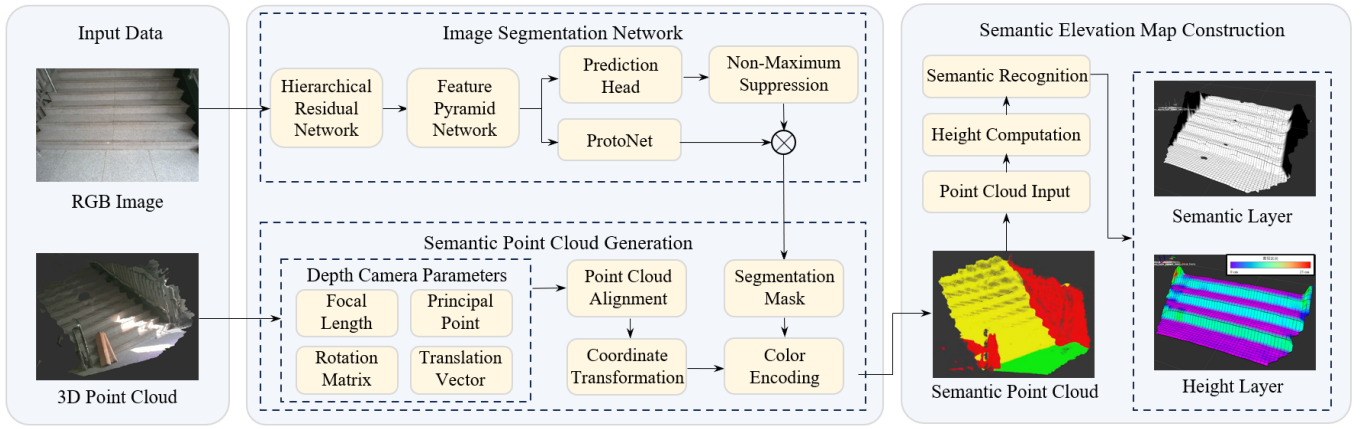 Input Data
RGB Image
3D Point Cloud
Image Segmentation Network
Hierarchical
Residual
Network
Feature
Pyramid
Network
Prediction
Head
Non-Maximum
Suppression
ProtoNet
Semantic Point Cloud Generation
Depth Camera Parameters
Focal
Length
Principal
Point
Rotation
Matrix
Translation
Vector
Point Cloud
Alignment
Coordinate
Transformation
Segmentation
Mask
Color
Encoding
Semantic Elevation Map Construction
Semantic Recognition
Height Computation
Point Cloud Input
Semantic Point Cloud
Semantic Layer
Height Layer